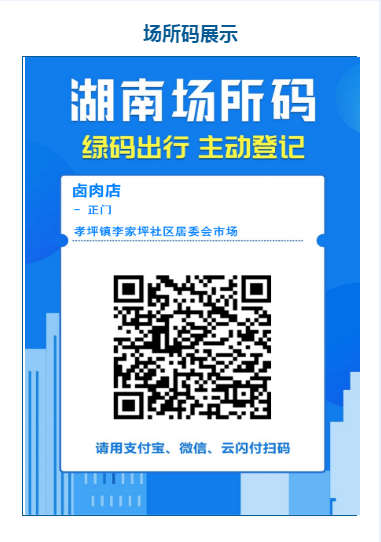 场所码展示
湖南场所码
绿码出行 主动登记
卤肉店
- 正门
孝坪镇李家坪社区居委会市场
请用支付宝、微信、云闪付扫码